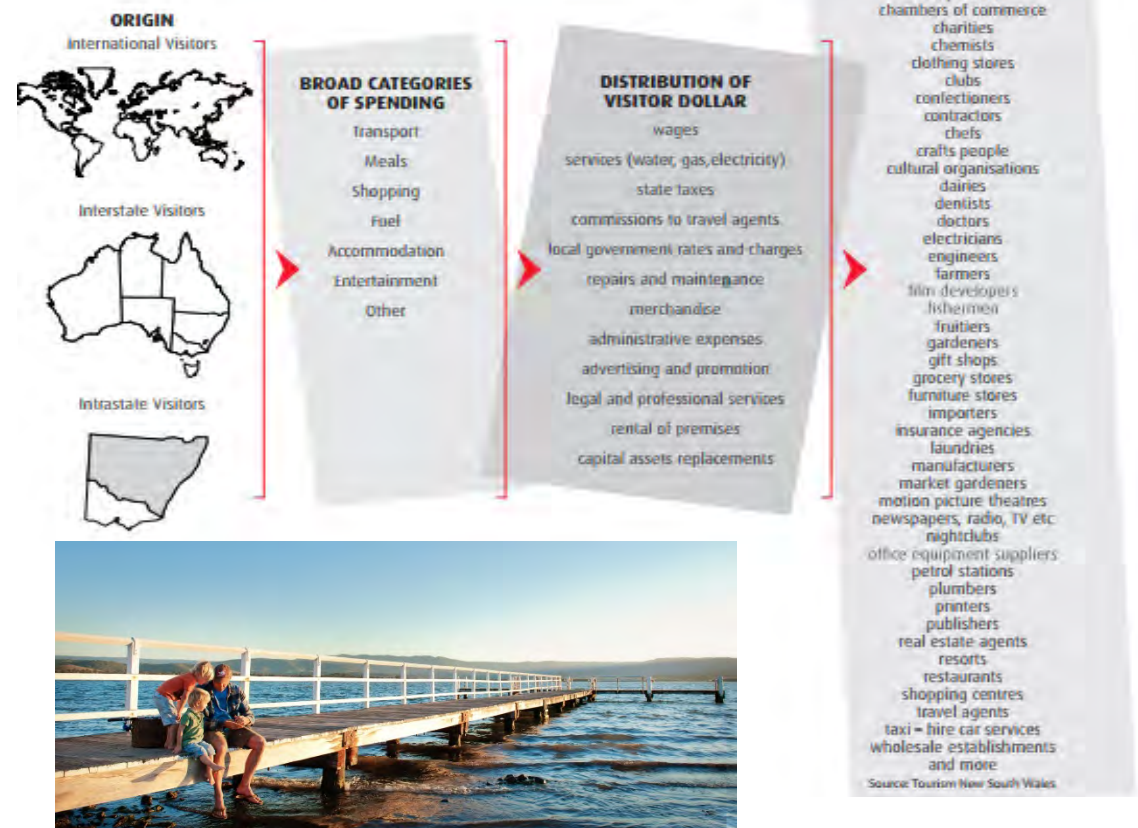 ORIGIN
International Visitors
Interstate Visitors
Intrastate Visitors
BROAD CATEGORIES
OF SPENDING
Transport
Meals
Shopping
Fuel
Accommodation
Entertainment
Other
DISTRIBUTION OF
VISITOR DOLLAR
wages
services (water, gas,electricity)
state taxes
commissions to travel agents
local government rates and charges
repairs and maintenance
merchandise
administrative expenses
advertising and promotion
legal and professional services
rental of premises
capital assets replacements
chambers of commerce
charities
chemists
clothing stores
clubs
confectioners
contractors
chefs
crafts people
cultural organisations
dairies
dentists
doctors
electricians
engineers
farmers
film developers
fishermen
fruitiers
gardeners
gift shops
grocery stores
furniture stores
importers
insurance agencies
laundries
manufacturers
market gardeners
motion picture theatres
newspapers, radio, TV etc
nightclubs
office equipment suppliers
petrol stations
plumbers
printers
publishers
real estate agents
resorts
restaurants
shopping centres
travel agents
taxi – hire car services
wholesale establishments
and more
Source: Tourism New South Wales